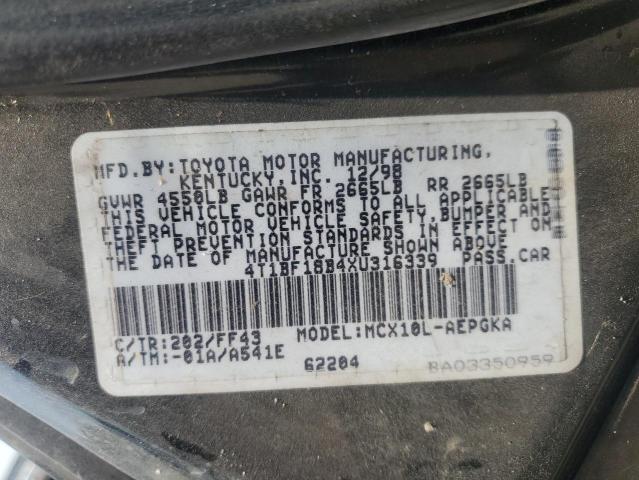 MFD.BY:TOYOTA MOTOR MANUFACTURING,
KENTUCKY,INC. 12/98
GVWR 4550LB GAWR FR 2665LB RR 2665LB
THIS VEHICLE CONFORMS TO ALL APPLICABLE
FEDERAL MOTOR VEHICLE SAFETY,BUMPER AND
THEFT PREVENTION STANDARDS IN EFFECT ON
THE DATE OF MANUFACTURE SHOWN ABOVE
4T1BF18B4XU316339 PASS.CAR
C/TR:202/FF43 MODEL:MCX10L-AEPGKA
A/TM:-01A/A541E 62204
BA03350959